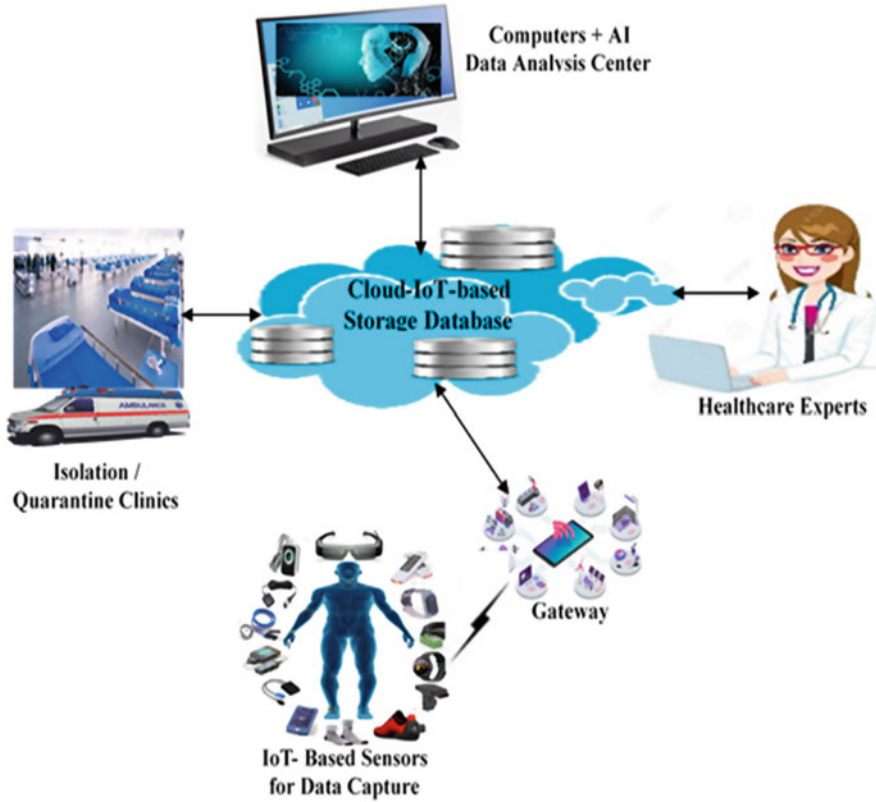 Computers + AI
Data Analysis Center
Cloud-IoT-based
Storage Database
AMBULANCE
Healthcare Experts
Isolation /
Quarantine Clinics
Gateway
IoT- Based Sensors
for Data Capture